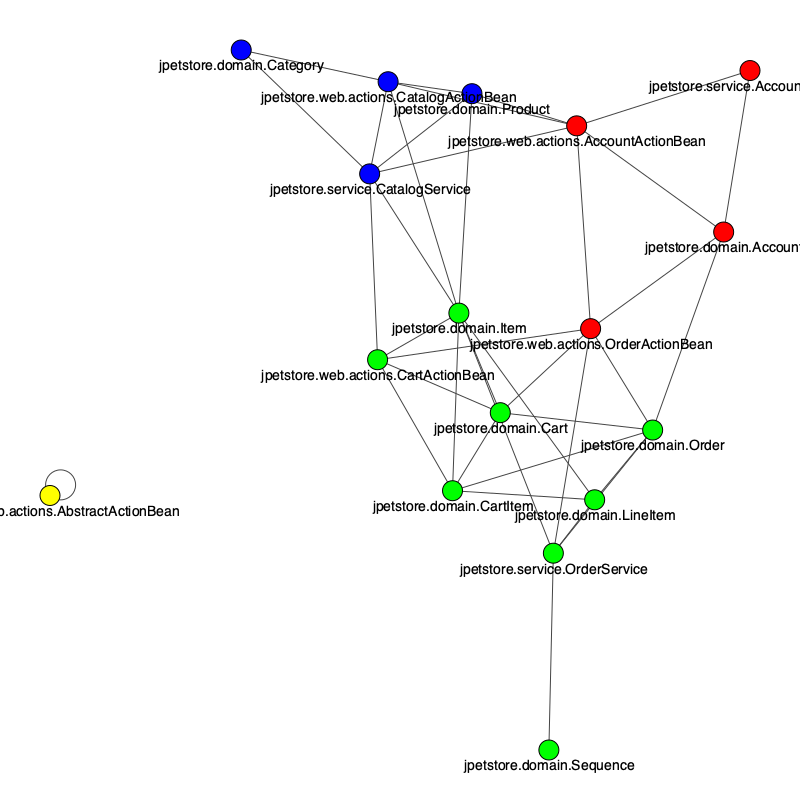 jpetstore.domain.Category
jpetstore.service.Accoun
jpetstore.web.actions.CatalogActionBean
jpetstore.domain.Product
jpetstore.web.actions.AccountActionBean
jpetstore.service.CatalogService
jpetstore.domain.Account
jpetstore.domain.Item
jpetstore.web.actions.OrderActionBean
jpetstore.web.actions.CartActionBean
jpetstore.domain.Cart
jpetstore.domain.Order
jpetstore.domain.CartItem
b.actions.AbstractActionBean
jpetstore.domain.LineItem
jpetstore.service.OrderService
jpetstore.domain.Sequence